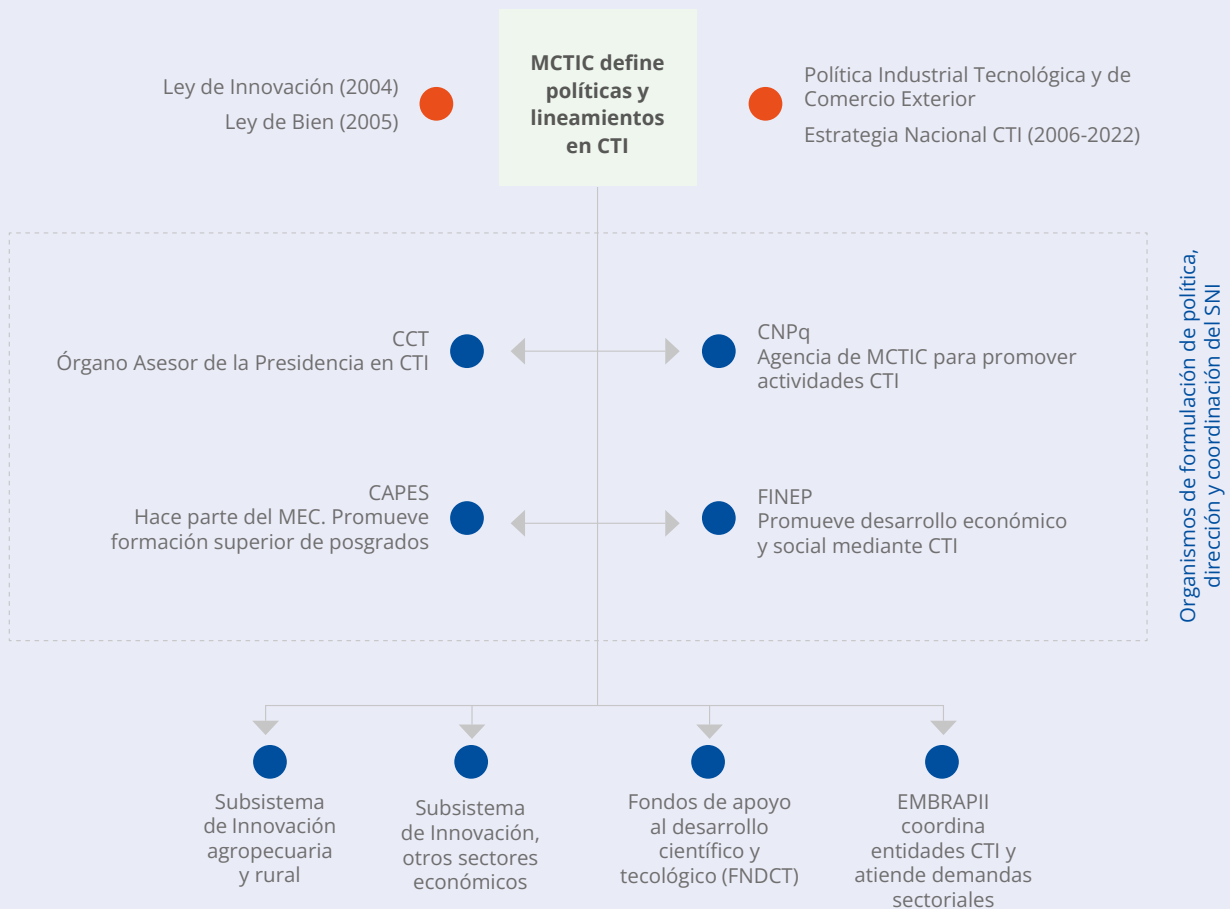 MCTIC define
políticas y
lineamientos
en CTI
Ley de Innovación (2004)
Ley de Bien (2005)
Política Industrial Tecnológica y de
Comercio Exterior
Estrategia Nacional CTI (2006-2022)
CCT
Órgano Asesor de la Presidencia en CTI
CNPq
Agencia de MCTIC para promover
actividades CTI
CAPES
Hace parte del MEC. Promueve
formación superior de posgrados
FINEP
Promueve desarrollo económico
y social mediante CTI
Organismos de formulación de política,
dirección y coordinación del SNI
Subsistema
de Innovación
agropecuaria
y rural
Subsistema
de Innovación,
otros sectores
económicos
Fondos de apoyo
al desarrollo
científico y
tecológico (FNDCT)
EMBRAPII
coordina
entidades CTI y
atiende demandas
sectoriales